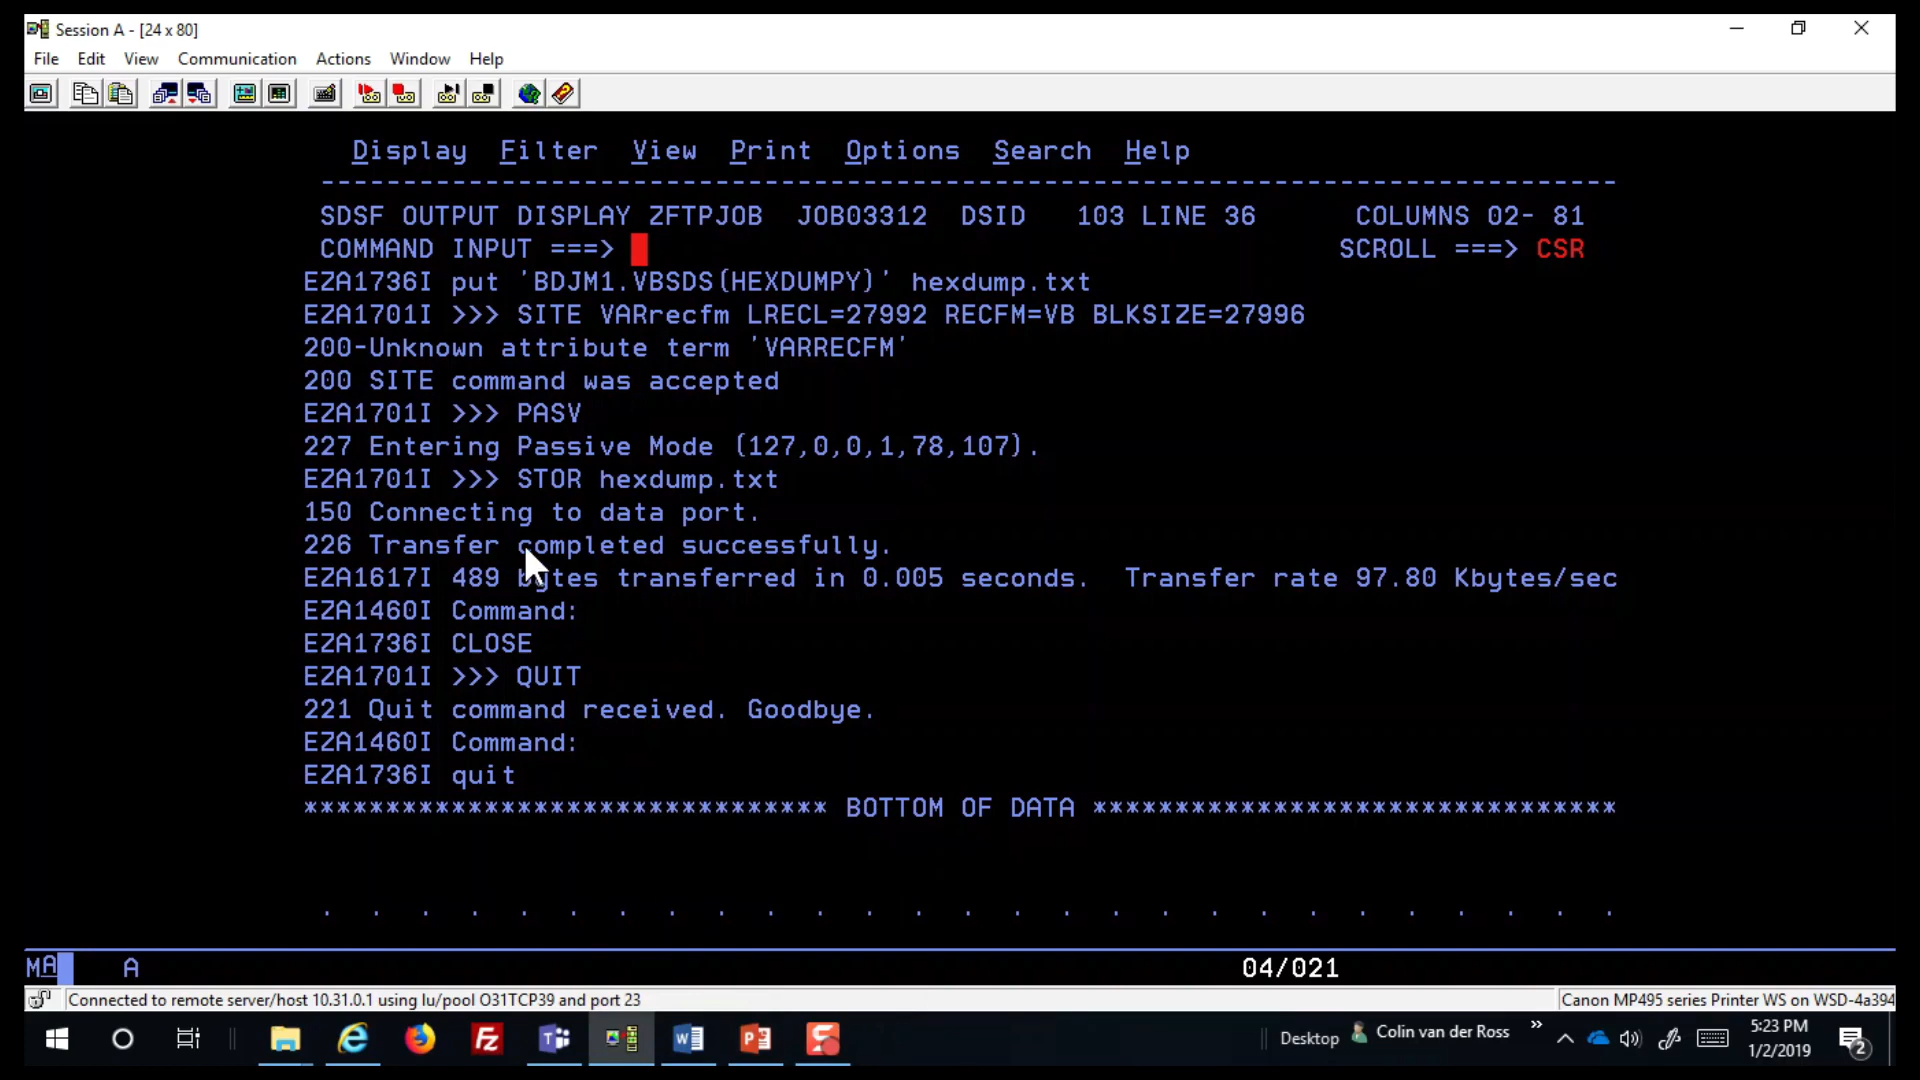 Session A - [24 x 80]
File Edit View Communication Actions Window Help
Display Filter View Print Options Search Help
--------------------------------------------------------------------------------
SDSF OUTPUT DISPLAY ZFTPJOB JOB03312 DSID 103 LINE 36 COLUMNS 02- 81
COMMAND INPUT ===> SCROLL ===> CSR
EZA1736I put 'BDJM1.VBSDS(HEXDUMPY)' hexdump.txt
EZA1701I >>> SITE VARrecfm LRECL=27992 RECFM=VB BLKSIZE=27996
200-Unknown attribute term 'VARRECFM'
200 SITE command was accepted
EZA1701I >>> PASV
227 Entering Passive Mode (127,0,0,1,78,107).
EZA1701I >>> STOR hexdump.txt
150 Connecting to data port.
226 Transfer completed successfully.
EZA1617I 489 bytes transferred in 0.005 seconds. Transfer rate 97.80 Kbytes/sec
EZA1460I Command:
EZA1736I CLOSE
EZA1701I >>> QUIT
221 Quit command received. Goodbye.
EZA1460I Command:
EZA1736I quit
******************************** BOTTOM OF DATA ********************************
. . . . . . . . . . . . . . . . . . . . . . . . . . .
MA A 04/021
Connected to remote server/host 10.31.0.1 using lu/pool O31TCP39 and port 23 Canon MP495 series Printer WS on WSD-4a394
Desktop Colin van der Ross 5:23 PM
1/2/2019 2